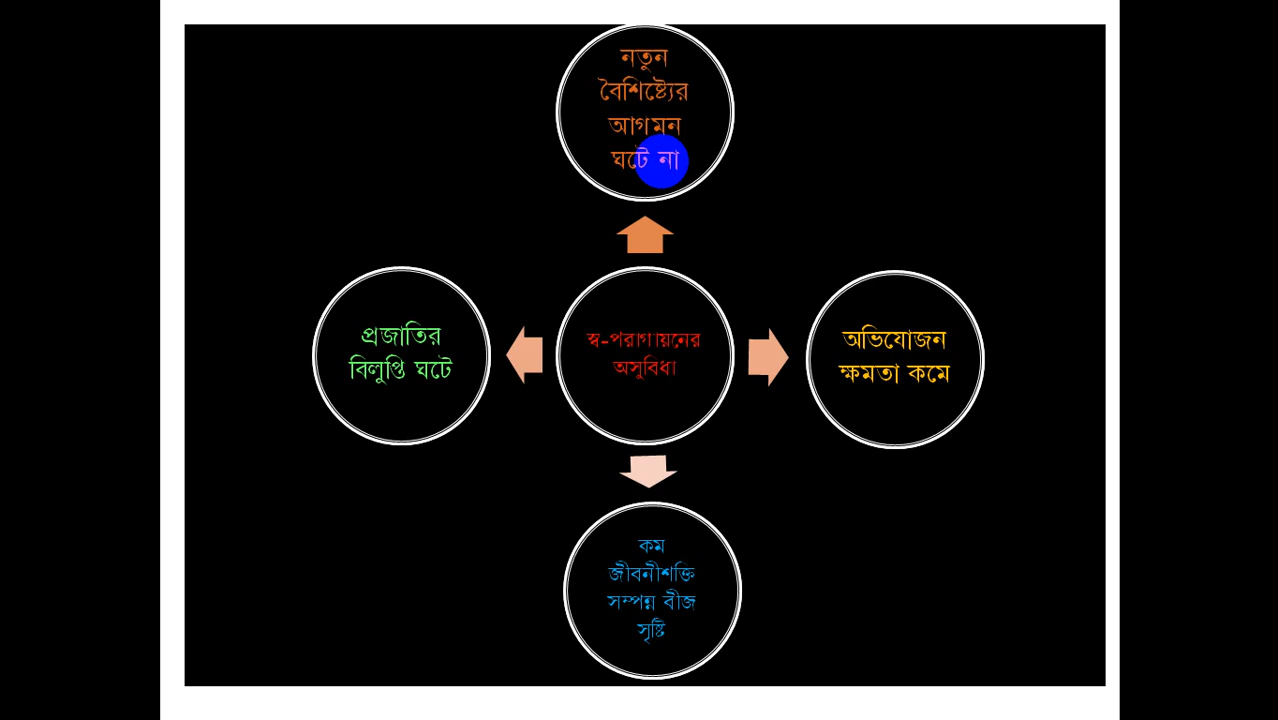 নতুন
বৈশিষ্ট্যের
আগমন
ঘটে না
প্রজাতির
বিলুপ্তি ঘটে
স্ব-পরাগায়নের
অসুবিধা
অভিযোজন
ক্ষমতা কমে
কম
জীবনীশক্তি
সম্পন্ন বীজ
সৃষ্টি